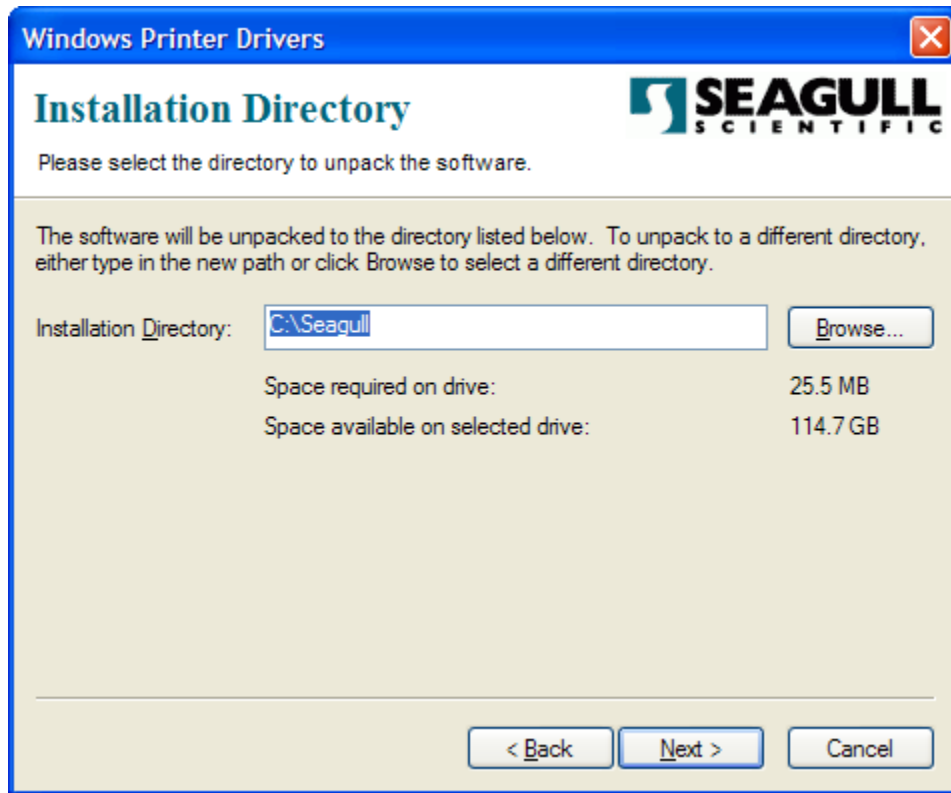 Windows Printer Drivers
Installation Directory
SEAGULL
SCIENTIFIC
Please select the directory to unpack the software.
The software will be unpacked to the directory listed below.  To unpack to a different directory,
either type in the new path or click Browse to select a different directory.
Installation Directory: C:\Seagull Browse...
Space required on drive: 25.5 MB
Space available on selected drive: 114.7 GB
< Back Next > Cancel